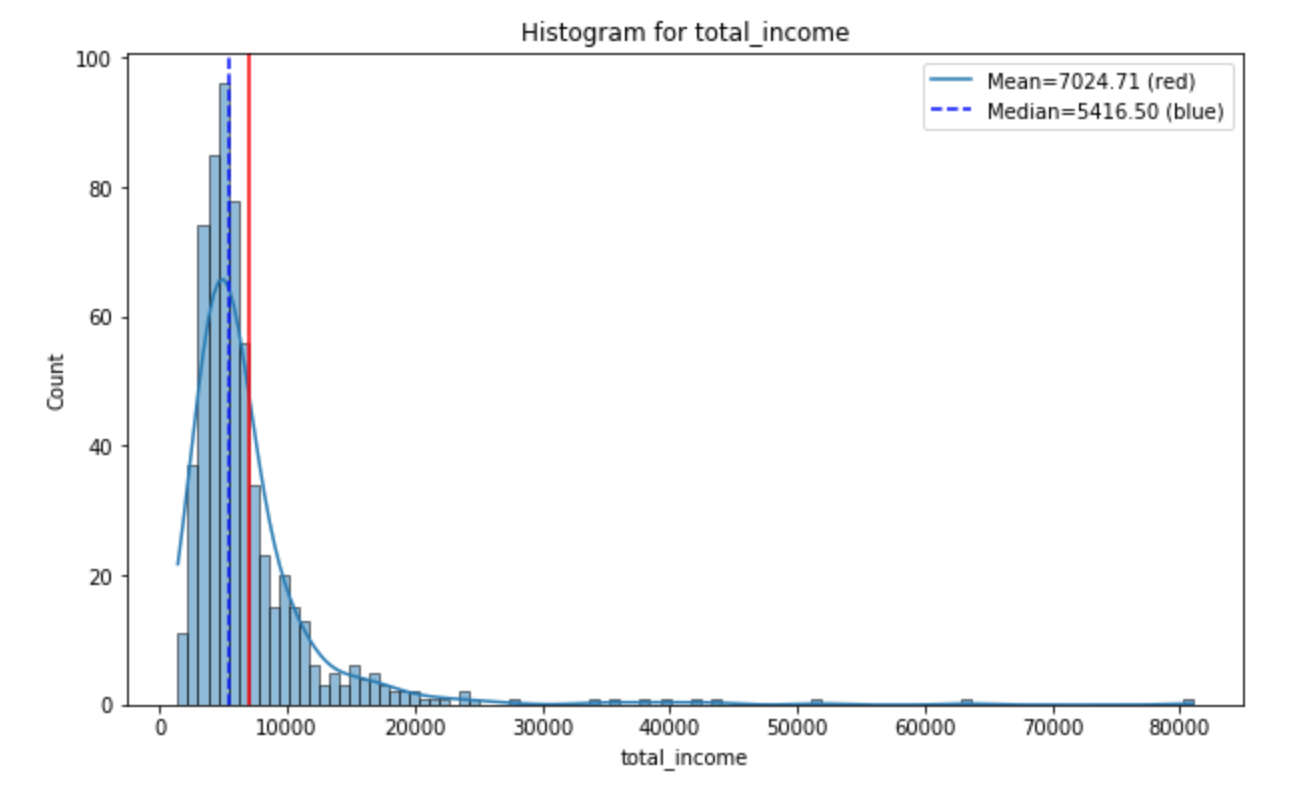 Histogram for total_income
Mean=7024.71 (red)
Median=5416.50 (blue)
100
80
60
40
20
0
Count
0 10000 20000 30000 40000 50000 60000 70000 80000
total_income